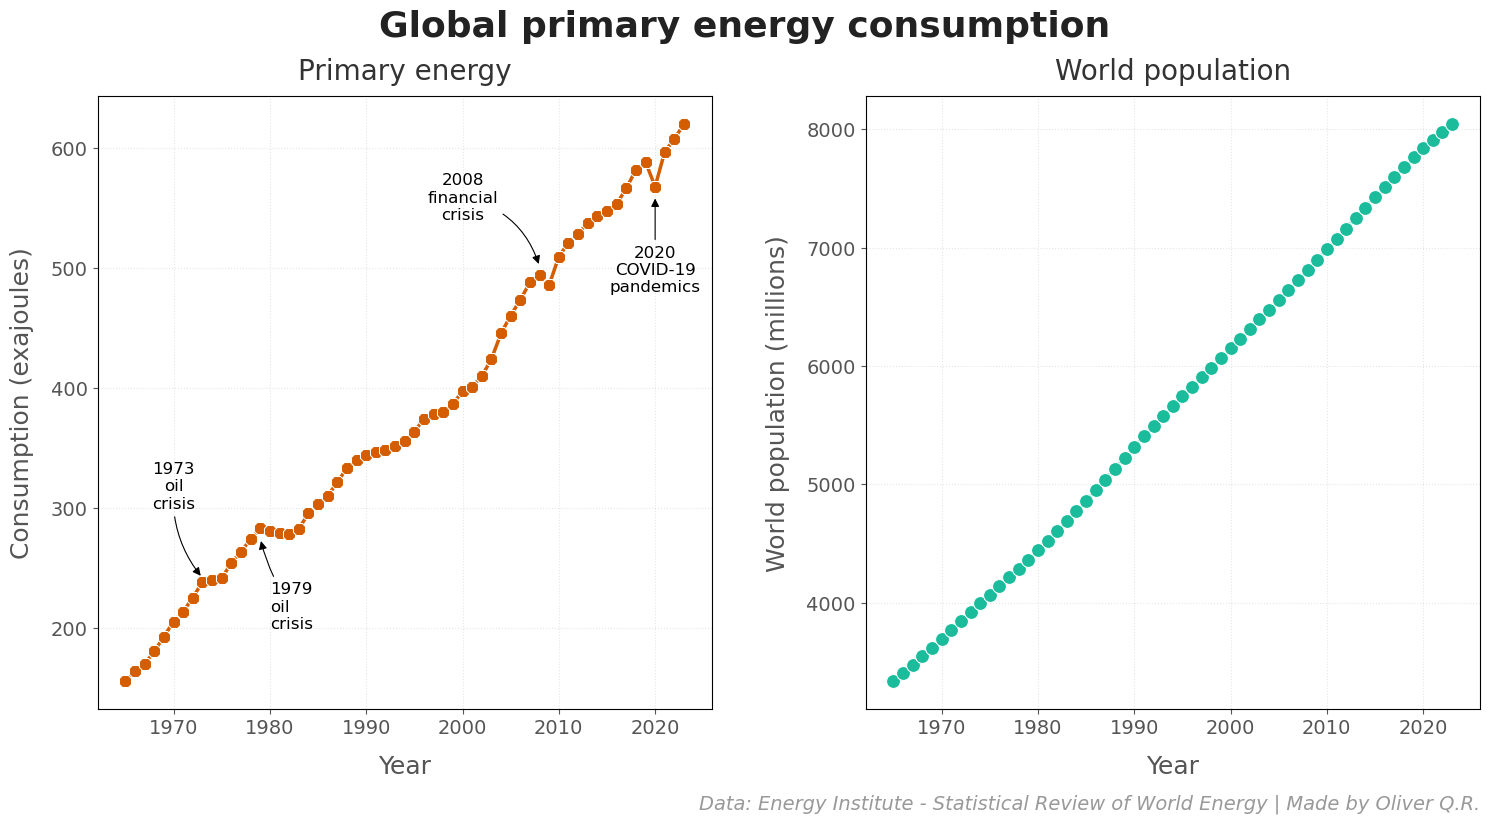 Global primary energy consumption
Primary energy
Consumption (exajoules)
600
500
400
300
200
1973
oil
crisis
1979
oil
crisis
2008
financial
crisis
2020
COVID-19
pandemics
1970 1980 1990 2000 2010 2020
Year
World population
World population (millions)
8000
7000
6000
5000
4000
1970 1980 1990 2000 2010 2020
Year
Data: Energy Institute - Statistical Review of World Energy | Made by Oliver Q.R.